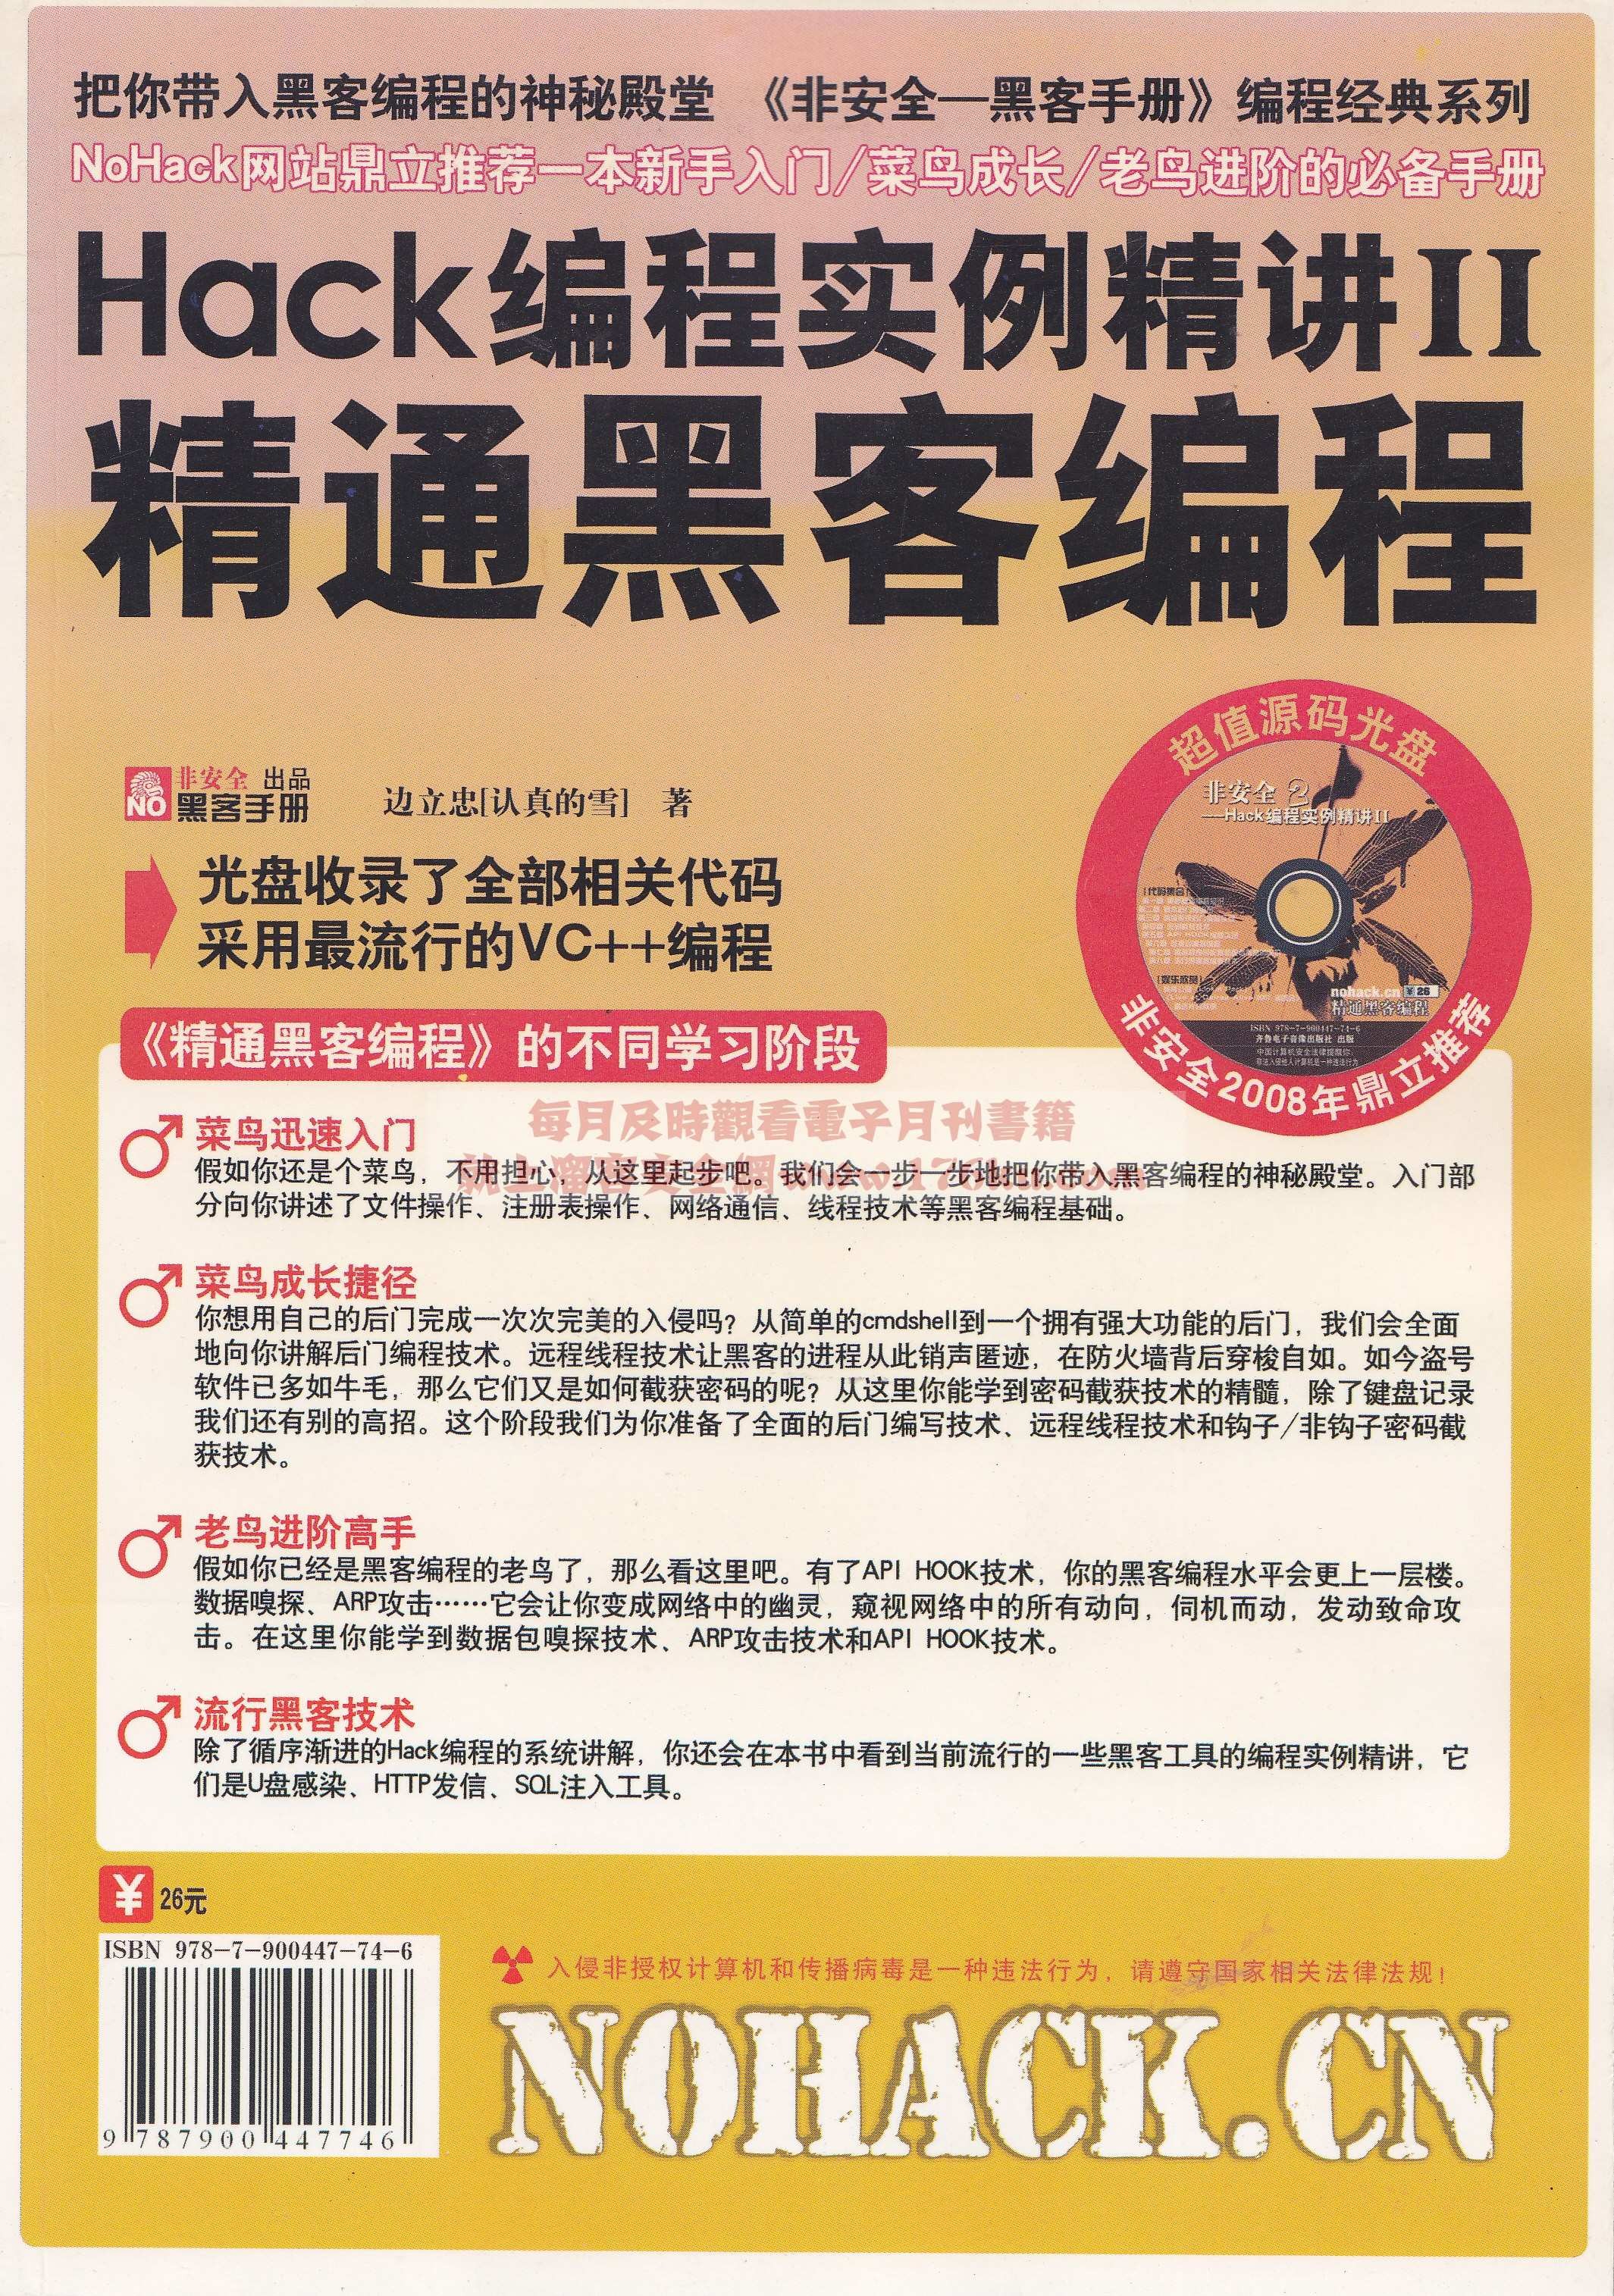 把你带入黑客编程的神秘殿堂 《非安全—黑客手册》编程经典系列
NoHack网站鼎立推荐一本新手入门/菜鸟成长/老鸟进阶的必备手册
Hack编程实例精讲II
精通黑客编程
超值源码光盘
非安全 2
—Hack编程实例精讲II
[代码集合]
[娱乐欣赏]
nohack.cn ¥26
精通黑客编程
ISBN 978-7-900447-74-6
齐鲁电子音像出版社 出版
中国计算机安全法律提醒你:
非法入侵他人计算机是一种违法行为
非安全2008年鼎立推荐
NO 非安全 出品
黑客手册
边立忠[认真的雪] 著
光盘收录了全部相关代码
采用最流行的VC++编程
《精通黑客编程》的不同学习阶段
每月及時觀看電子月刊書籍
菜鸟迅速入门
假如你还是个菜鸟，不用担心，从这里起步吧。我们会一步一步地把你带入黑客编程的神秘殿堂。入门部
分向你讲述了文件操作、注册表操作、网络通信、线程技术等黑客编程基础。
菜鸟成长捷径
你想用自己的后门完成一次次完美的入侵吗？从简单的cmdshell到一个拥有强大功能的后门，我们会全面
地向你讲解后门编程技术。远程线程技术让黑客的进程从此销声匿迹，在防火墙背后穿梭自如。如今盗号
软件已多如牛毛，那么它们又是如何截获密码的呢？从这里你能学到密码截获技术的精髓，除了键盘记录
我们还有别的高招。这个阶段我们为你准备了全面的后门编写技术、远程线程技术和钩子/非钩子密码截
获技术。
老鸟进阶高手
假如你已经是黑客编程的老鸟了，那么看这里吧。有了API HOOK技术，你的黑客编程水平会更上一层楼。
数据嗅探、ARP攻击……它会让你变成网络中的幽灵，窥视网络中的所有动向，伺机而动，发动致命攻
击。在这里你能学到数据包嗅探技术、ARP攻击技术和API HOOK技术。
流行黑客技术
除了循序渐进的Hack编程的系统讲解，你还会在本书中看到当前流行的一些黑客工具的编程实例精讲，它
们是U盘感染、HTTP发信、SQL注入工具。
¥ 26元
ISBN 978-7-900447-74-6
9 787900 447746
入侵非授权计算机和传播病毒是一种违法行为，请遵守国家相关法律法规！
NOHACK.CN